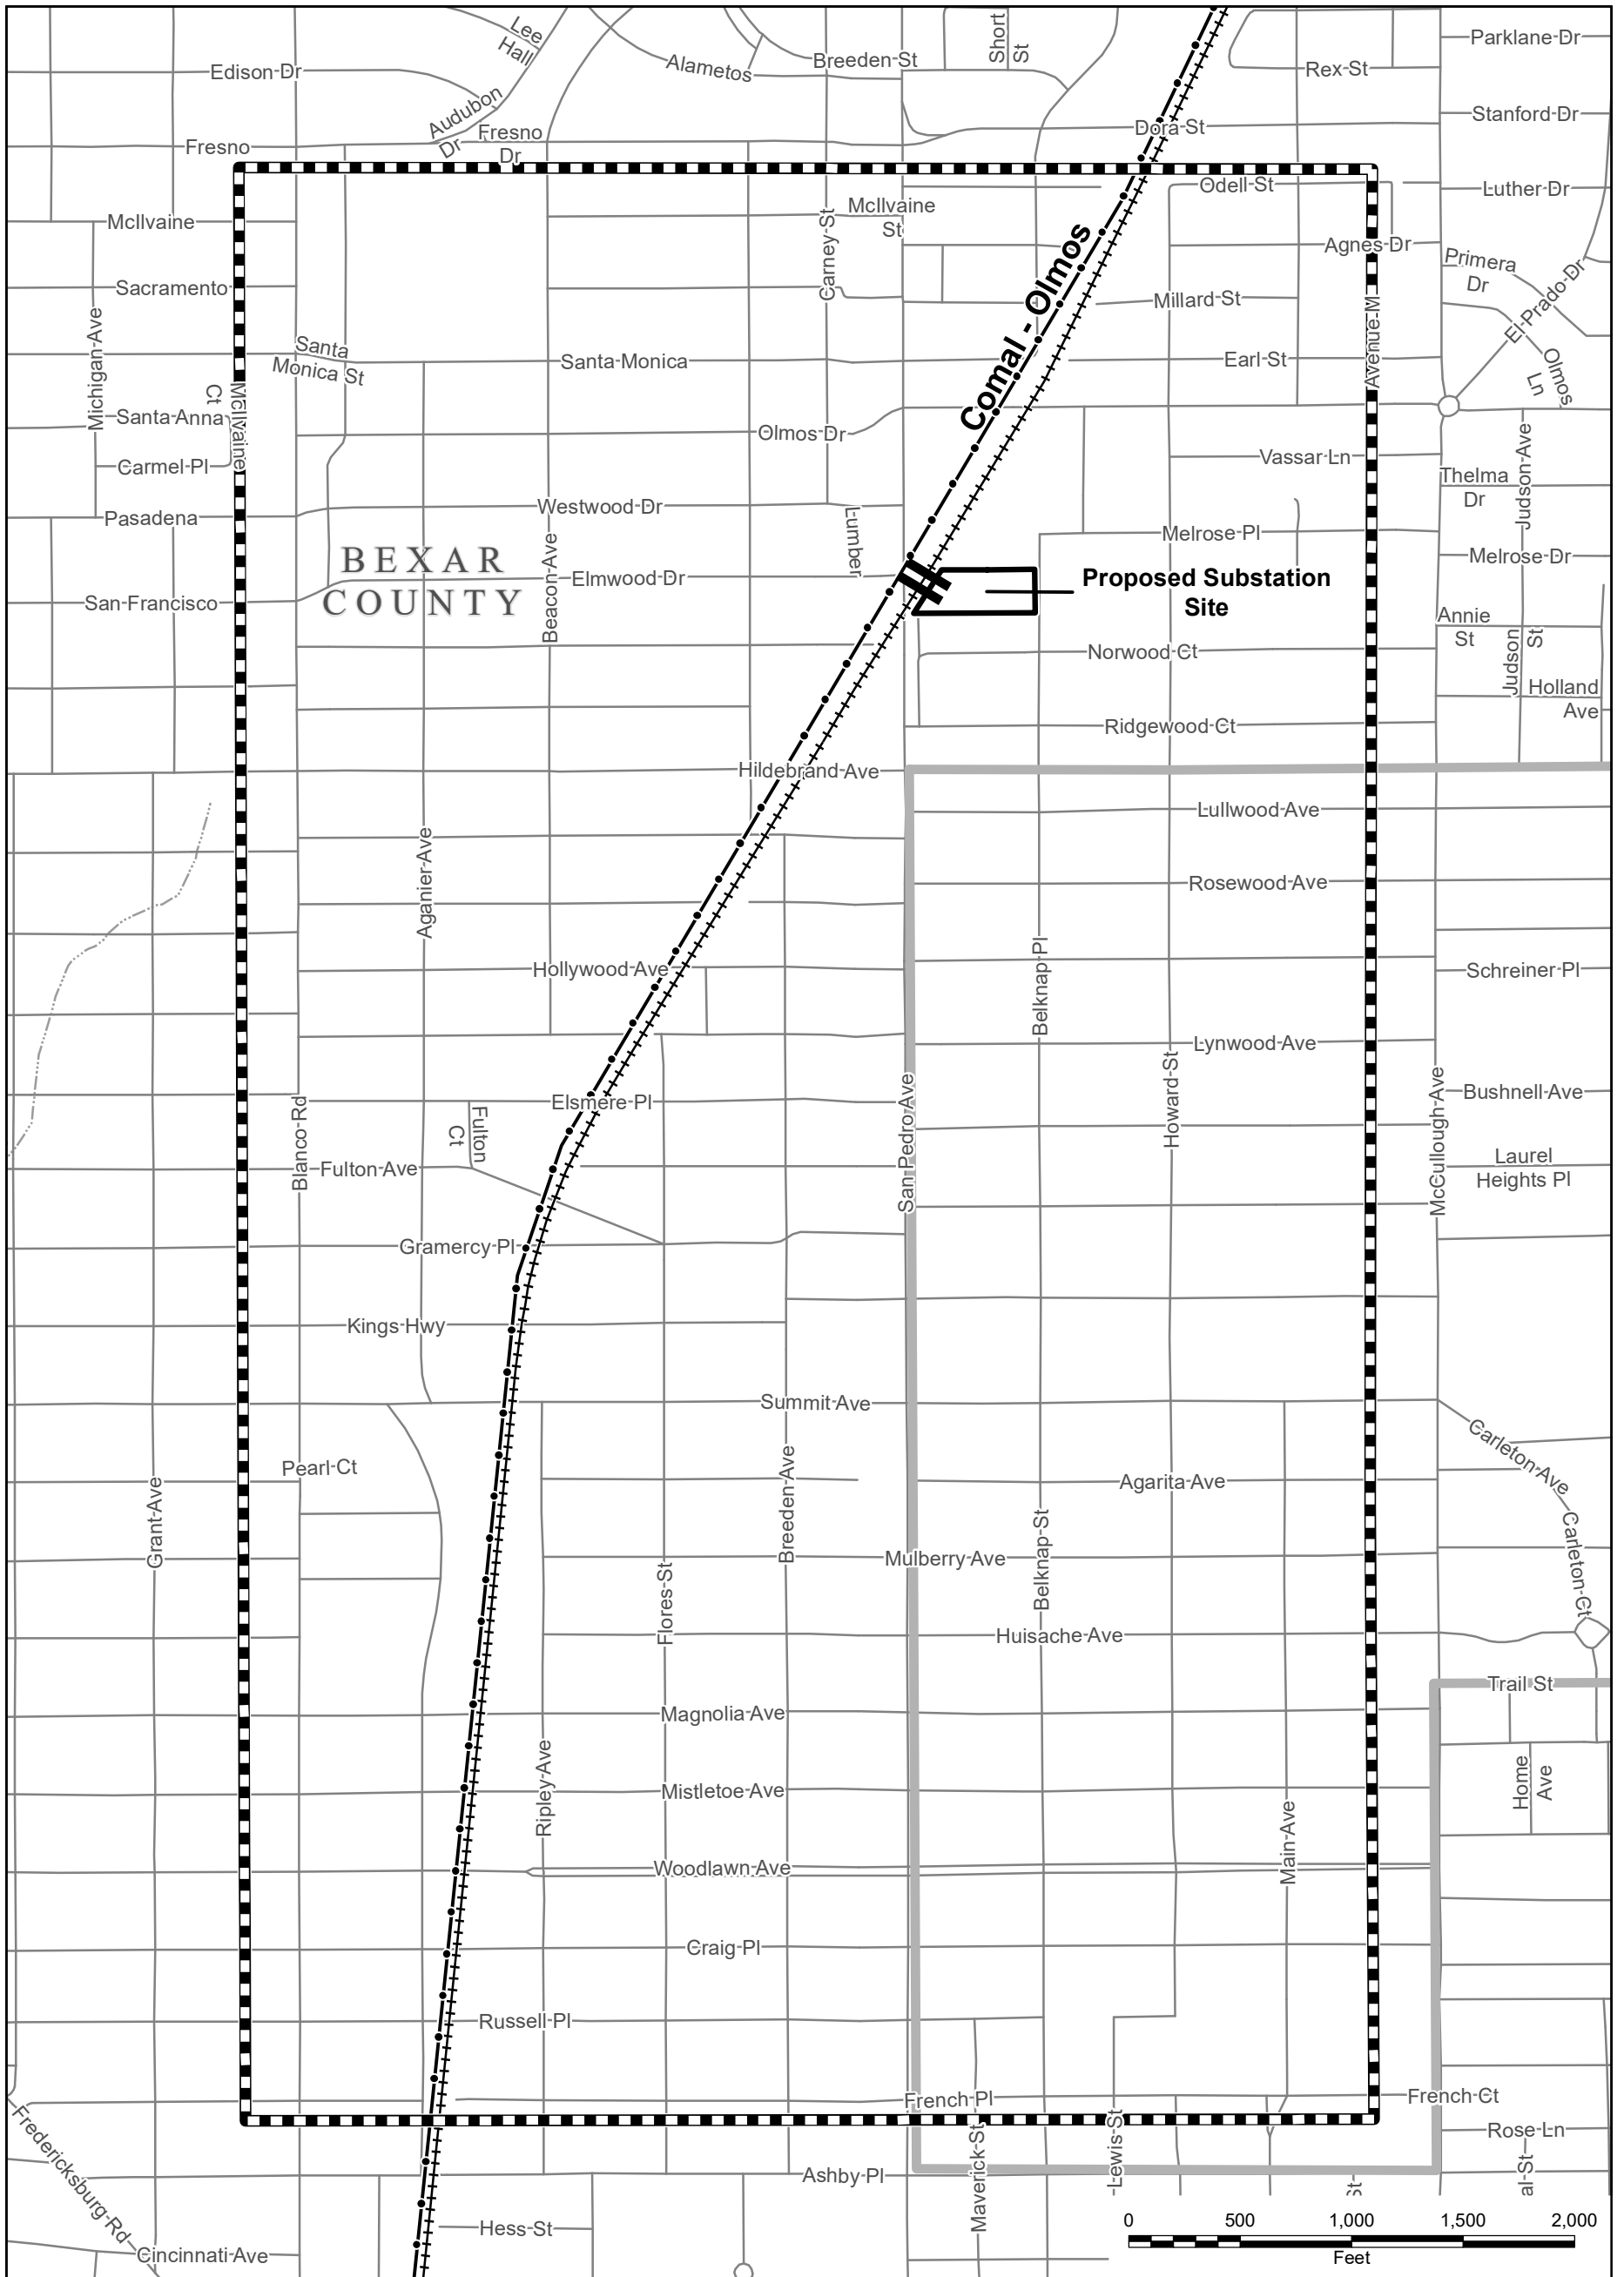 Lee
Hall
Short
St
Parklane Dr
Edison Dr
Alametos
Breeden St
Rex St
Audubon
Dr
Stanford Dr
Dora St
Fresno
Fresno
Dr
Odell St
Luther Dr
McIlvaine
McIlvaine
St
Carney St
Agnes Dr
Primera
Dr
El Prado Dr
Sacramento
Comal - Olmos
Millard St
Michigan Ave
Santa
Monica St
Santa Monica
Earl St
Avenue M
Olmos
Ln
Santa Anna
McIlvaine
Ct
Olmos Dr
Carmel Pl
Vassar Ln
Judson Ave
Thelma
Dr
Pasadena
Westwood Dr
Lumber
Melrose Pl
Melrose Dr
BEXAR
COUNTY
Beacon Ave
Elmwood Dr
Proposed Substation
Site
San Francisco
Annie
St
Judson
St
Norwood Ct
Holland
Ave
Ridgewood Ct
Hildebrand Ave
Lullwood Ave
Aganier Ave
Rosewood Ave
Hollywood Ave
Belknap Pl
Schreiner Pl
Lynwood Ave
Howard St
San Pedro Ave
McCullough Ave
Blanco Rd
Elsmere Pl
Bushnell Ave
Fulton
Ct
Fulton Ave
Laurel
Heights Pl
Gramercy Pl
Kings Hwy
Summit Ave
Carleton Ave
Pearl Ct
Breeden Ave
Agarita Ave
Grant Ave
Belknap St
Carleton Ct
Mulberry Ave
Flores St
Huisache Ave
Trail St
Magnolia Ave
Ripley Ave
Mistletoe Ave
Home
Ave
Main Ave
Woodlawn Ave
Craig Pl
Russell Pl
French Pl
French Ct
Fredericksburg Rd
Maverick St
Lewis St
Rose Ln
Ashby Pl
St
al St
Hess St
Cincinnati Ave
0 500 1,000 1,500 2,000
Feet